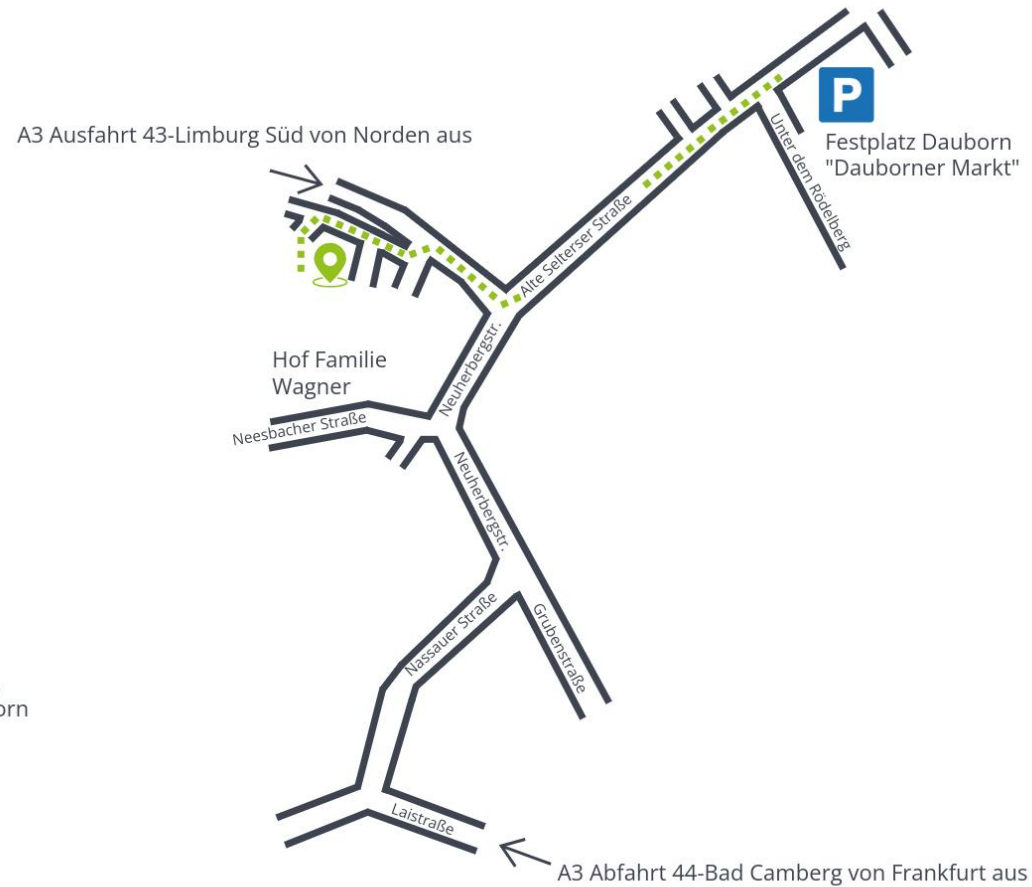 P
Festplatz Dauborn
"Dauborner Markt"
A3 Ausfahrt 43-Limburg Süd von Norden aus
Unter dem Rödelberg
Alte Selterser Straße
Neuherbergstr.
Hof Familie
Wagner
Neesbacher Straße
Neuherbergstr.
Nassauer Straße
Grubenstraße
orn
Laistraße
A3 Abfahrt 44-Bad Camberg von Frankfurt aus